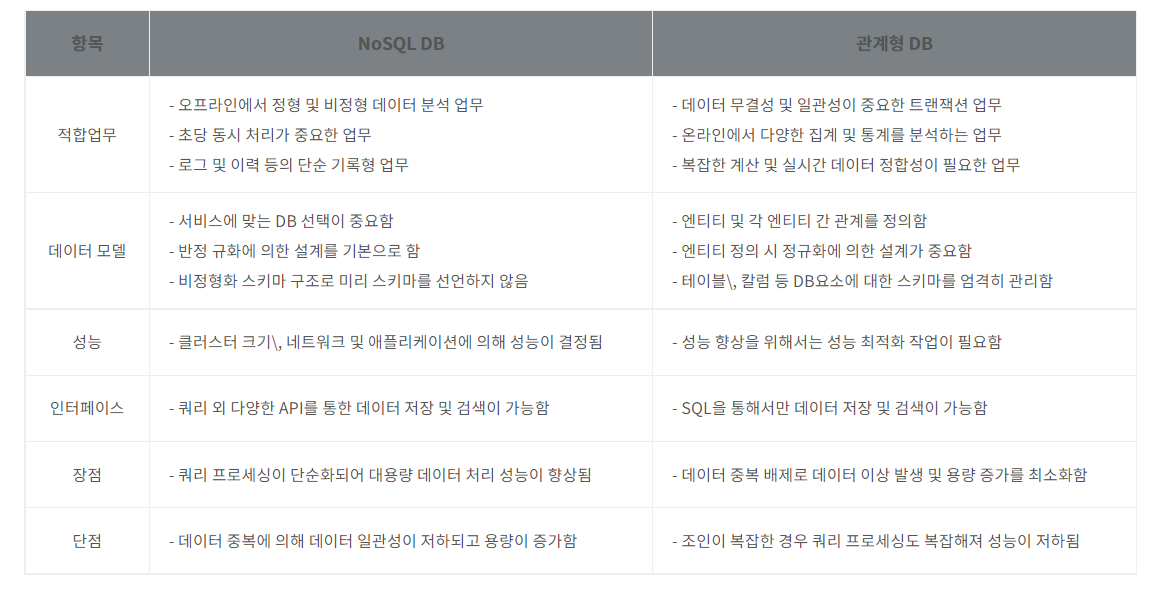 항목 NoSQL DB 관계형 DB
적합업무
- 오프라인에서 정형 및 비정형 데이터 분석 업무
- 초당 동시 처리가 중요한 업무
- 로그 및 이력 등의 단순 기록형 업무
- 데이터 무결성 및 일관성이 중요한 트랜잭션 업무
- 온라인에서 다양한 집계 및 통계를 분석하는 업무
- 복잡한 계산 및 실시간 데이터 정합성이 필요한 업무
데이터 모델
- 서비스에 맞는 DB 선택이 중요함
- 반정 규화에 의한 설계를 기본으로 함
- 비정형화 스키마 구조로 미리 스키마를 선언하지 않음
- 엔티티 및 각 엔티티 간 관계를 정의함
- 엔티티 정의 시 정규화에 의한 설계가 중요함
- 테이블\, 칼럼 등 DB요소에 대한 스키마를 엄격히 관리함
성능
- 클러스터 크기\, 네트워크 및 애플리케이션에 의해 성능이 결정됨
- 성능 향상을 위해서는 성능 최적화 작업이 필요함
인터페이스
- 쿼리 외 다양한 API를 통한 데이터 저장 및 검색이 가능함
- SQL을 통해서만 데이터 저장 및 검색이 가능함
장점
- 쿼리 프로세싱이 단순화되어 대용량 데이터 처리 성능이 향상됨
- 데이터 중복 배제로 데이터 이상 발생 및 용량 증가를 최소화함
단점
- 데이터 중복에 의해 데이터 일관성이 저하되고 용량이 증가함
- 조인이 복잡한 경우 쿼리 프로세싱도 복잡해져 성능이 저하됨